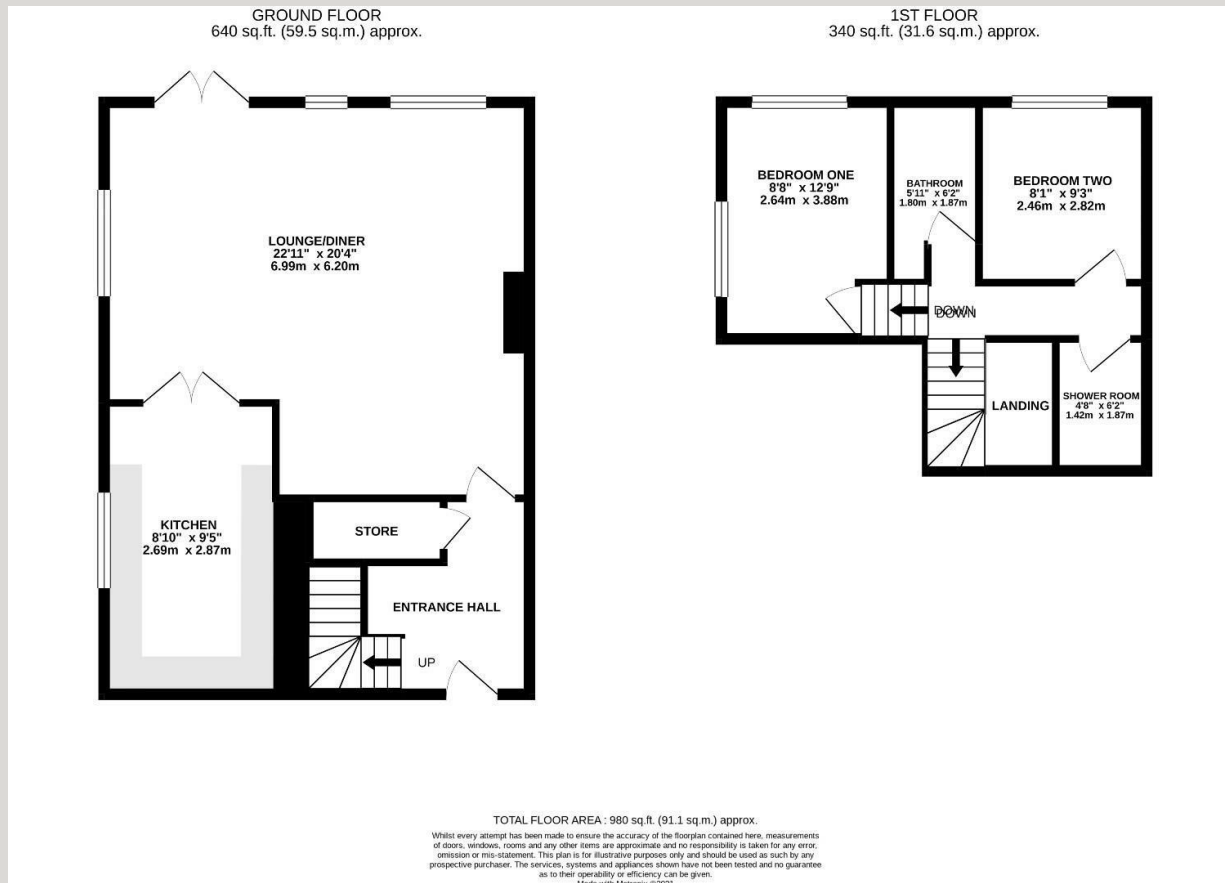 GROUND FLOOR
640 sq.ft. (59.5 sq.m.) approx.
1ST FLOOR
340 sq.ft. (31.6 sq.m.) approx.
LOUNGE/DINER
22'11" x 20'4"
6.99m x 6.20m
KITCHEN
8'10" x 9'5"
2.69m x 2.87m
STORE
ENTRANCE HALL
UP
BEDROOM ONE
8'8" x 12'9"
2.64m x 3.88m
BATHROOM
5'11" x 6'2"
1.80m x 1.87m
BEDROOM TWO
8'1" x 9'3"
2.46m x 2.82m
DOWN
DOWN
LANDING
SHOWER ROOM
4'8" x 6'2"
1.42m x 1.87m
TOTAL FLOOR AREA : 980 sq.ft. (91.1 sq.m.) approx.
Whilst every attempt has been made to ensure the accuracy of the floorplan contained here, measurements
of doors, windows, rooms and any other items are approximate and no responsibility is taken for any error,
omission or mis-statement. This plan is for illustrative purposes only and should be used as such by any
prospective purchaser. The services, systems and appliances shown have not been tested and no guarantee
as to their operability or efficiency can be given.
Made with Metropix ©2021